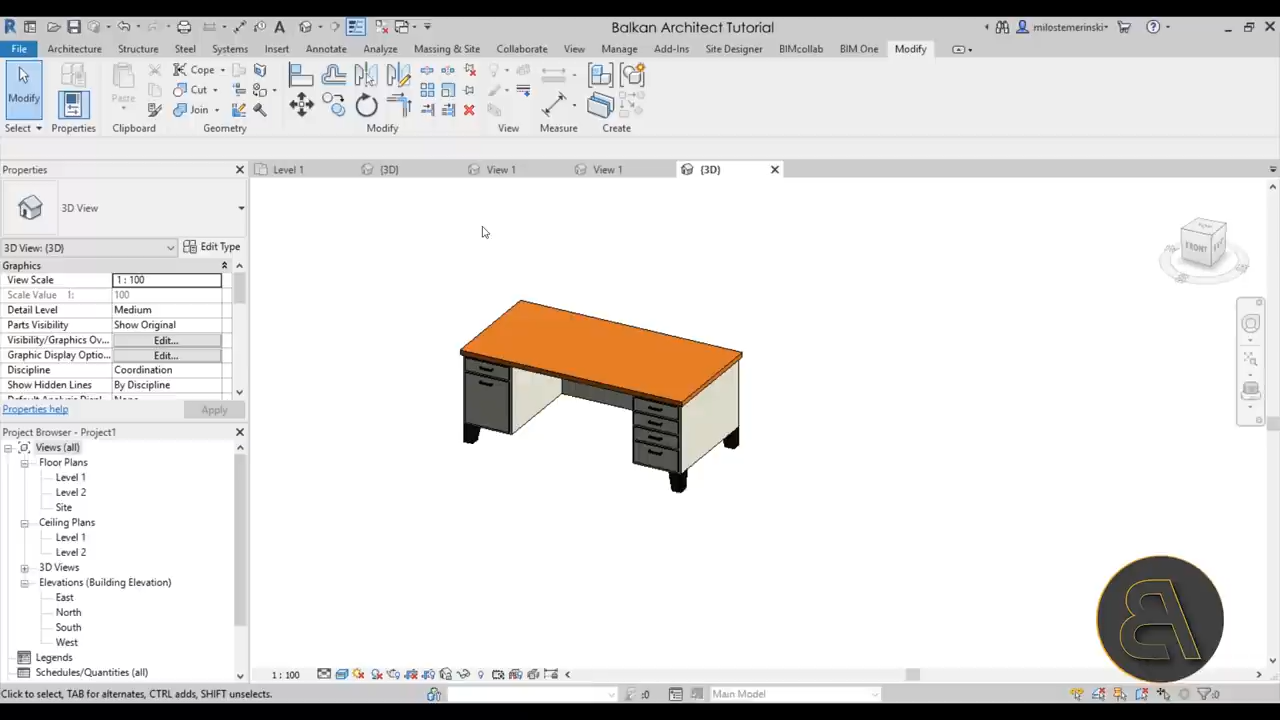 Balkan Architect Tutorial
milostemerinski
File Architecture Structure Steel Systems Insert Annotate Analyze Massing & Site Collaborate View Manage Add-Ins Site Designer BIMcollab BIM One Modify
Modify
Paste
Cope
Cut
Join
Select Properties Clipboard Geometry Modify View Measure Create
Properties
Level 1 {3D} View 1 View 1 {3D}
3D View
3D View: {3D} Edit Type
Graphics
View Scale 1 : 100
Scale Value 1: 100
Detail Level Medium
Parts Visibility Show Original
Visibility/Graphics Ov... Edit...
Graphic Display Optio... Edit...
Discipline Coordination
Show Hidden Lines By Discipline
Properties help Apply
Project Browser - Project1
Views (all)
Floor Plans
Level 1
Level 2
Site
Ceiling Plans
Level 1
Level 2
3D Views
Elevations (Building Elevation)
East
North
South
West
Legends
Schedules/Quantities (all)
FRONT
1 : 100
Click to select, TAB for alternates, CTRL adds, SHIFT unselects.
:0
Main Model
:0